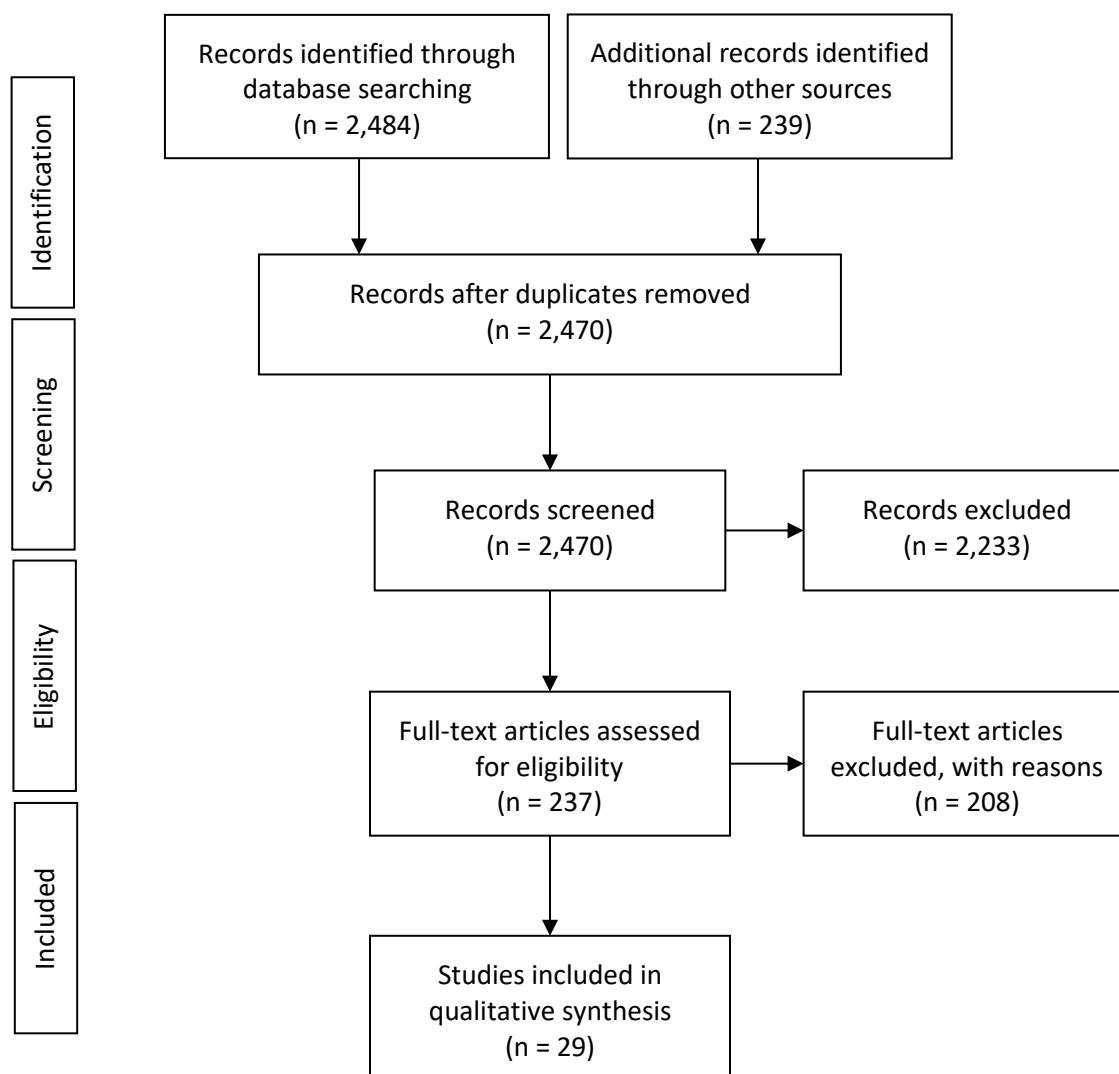 Records identified through
database searching
(n = 2,484)
Additional records identified
through other sources
(n = 239)
Identification
Records after duplicates removed
(n = 2,470)
Screening
Records screened
(n = 2,470)
Records excluded
(n = 2,233)
Eligibility
Full-text articles assessed
for eligibility
(n = 237)
Full-text articles
excluded, with reasons
(n = 208)
Included
Studies included in
qualitative synthesis
(n = 29)